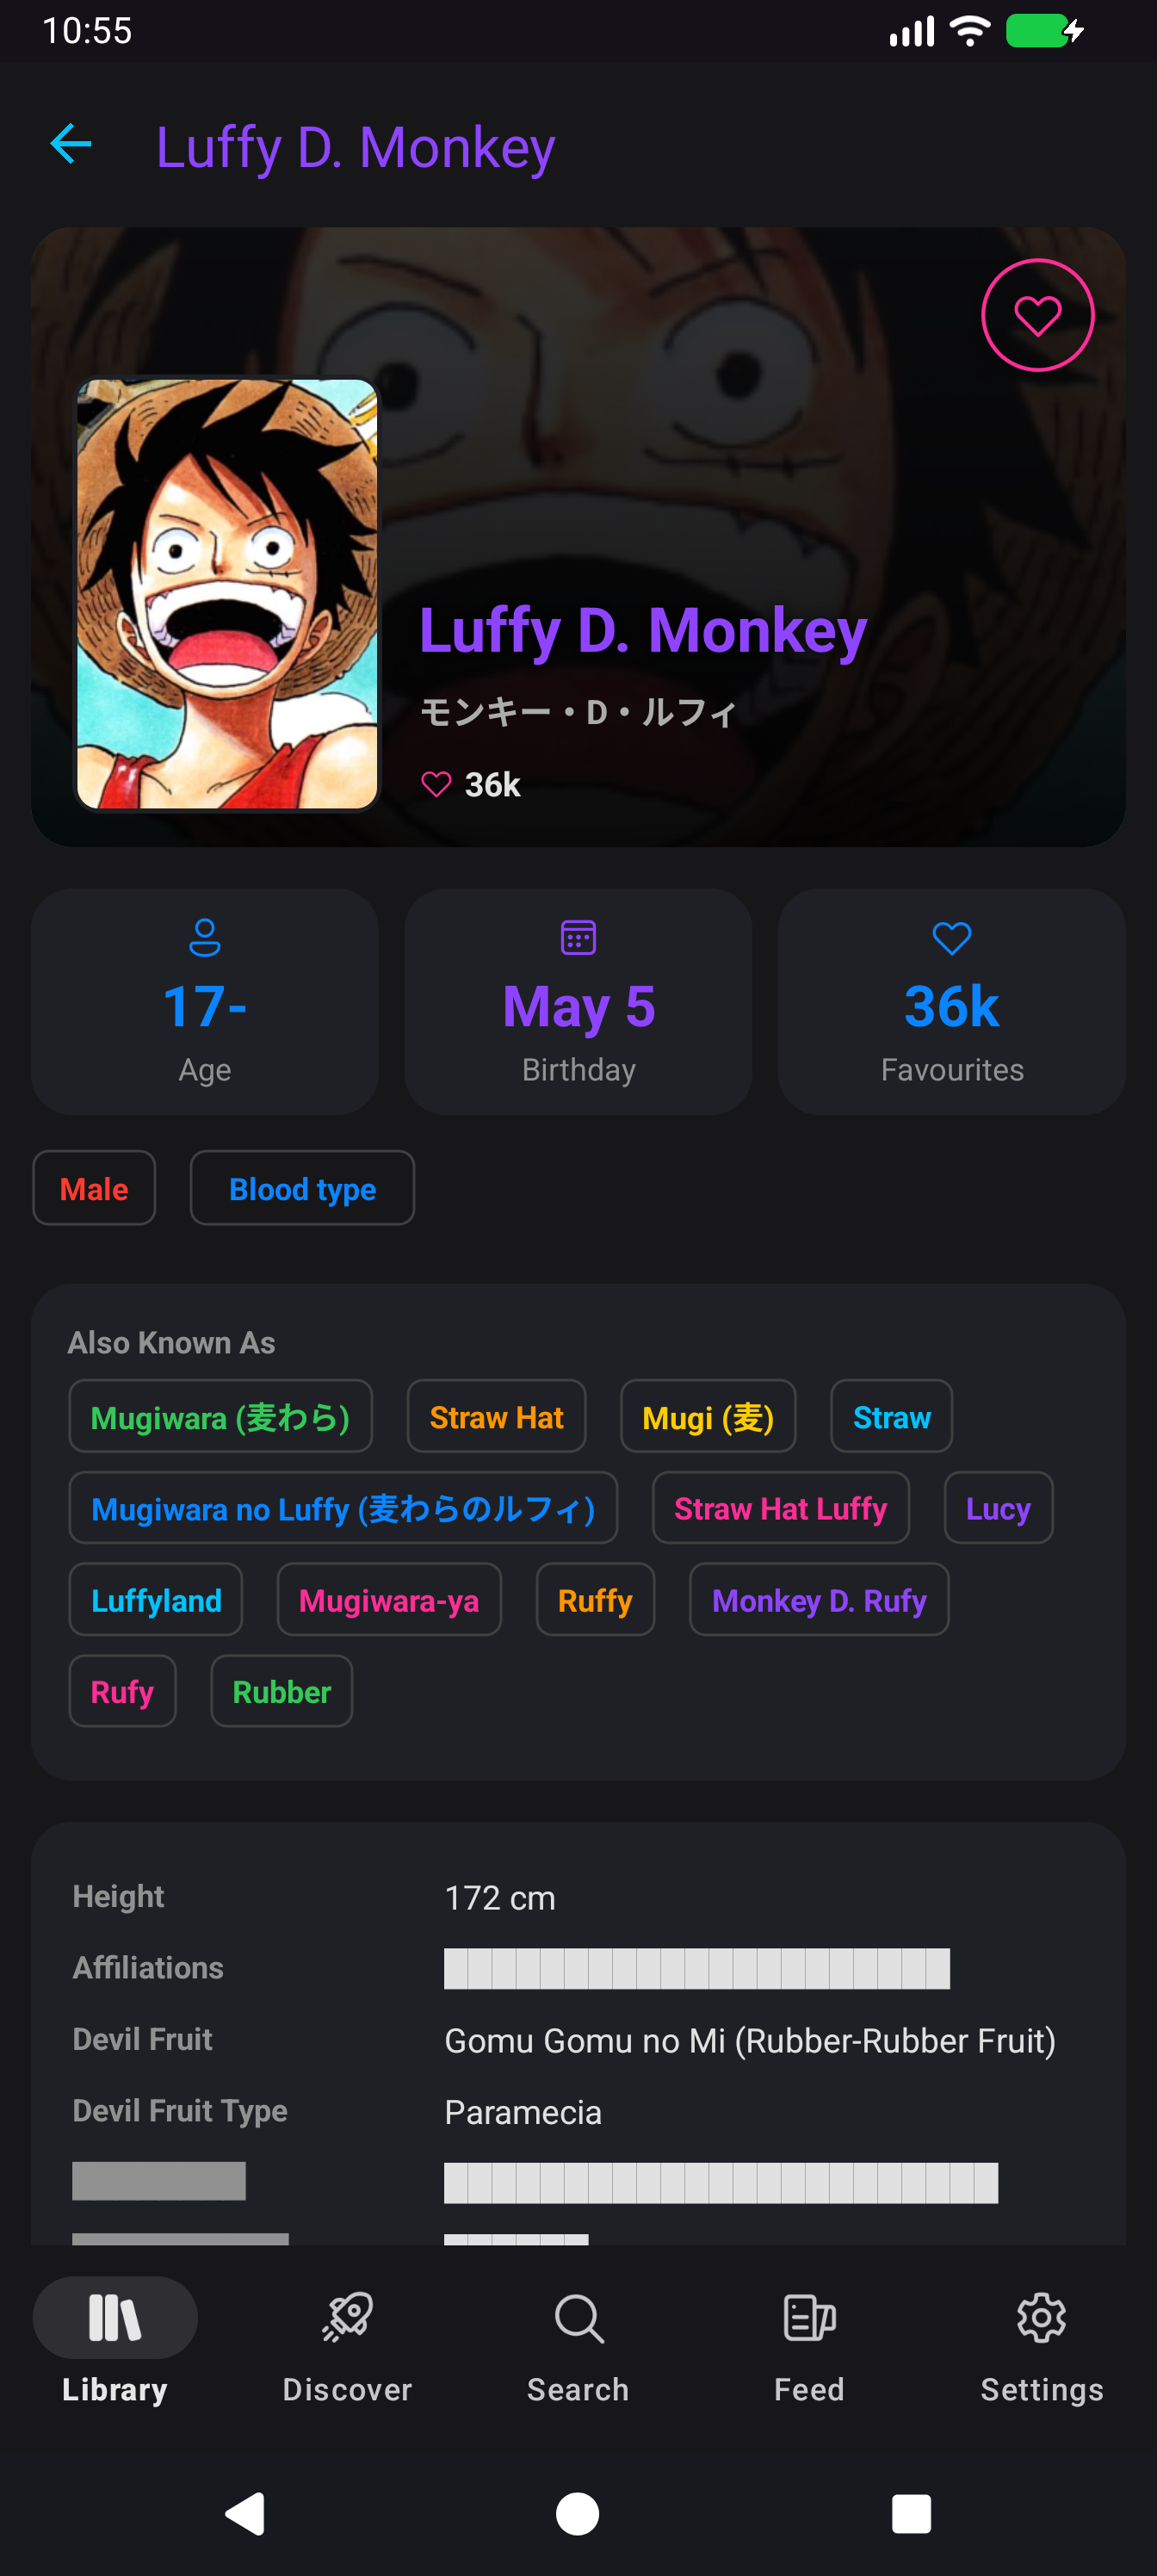 10:55
Luffy D. Monkey
Luffy D. Monkey
モンキー・D・ルフィ
36k
17- May 5 36k
Age Birthday Favourites
Male Blood type
Also Known As
Mugiwara (麦わら) Straw Hat Mugi (麦) Straw
Mugiwara no Luffy (麦わらのルフィ) Straw Hat Luffy Lucy
Luffyland Mugiwara-ya Ruffy Monkey D. Rufy
Rufy Rubber
Height 172 cm
Affiliations █████████████████████
Devil Fruit Gomu Gomu no Mi (Rubber-Rubber Fruit)
Devil Fruit Type Paramecia
Library Discover Search Feed Settings